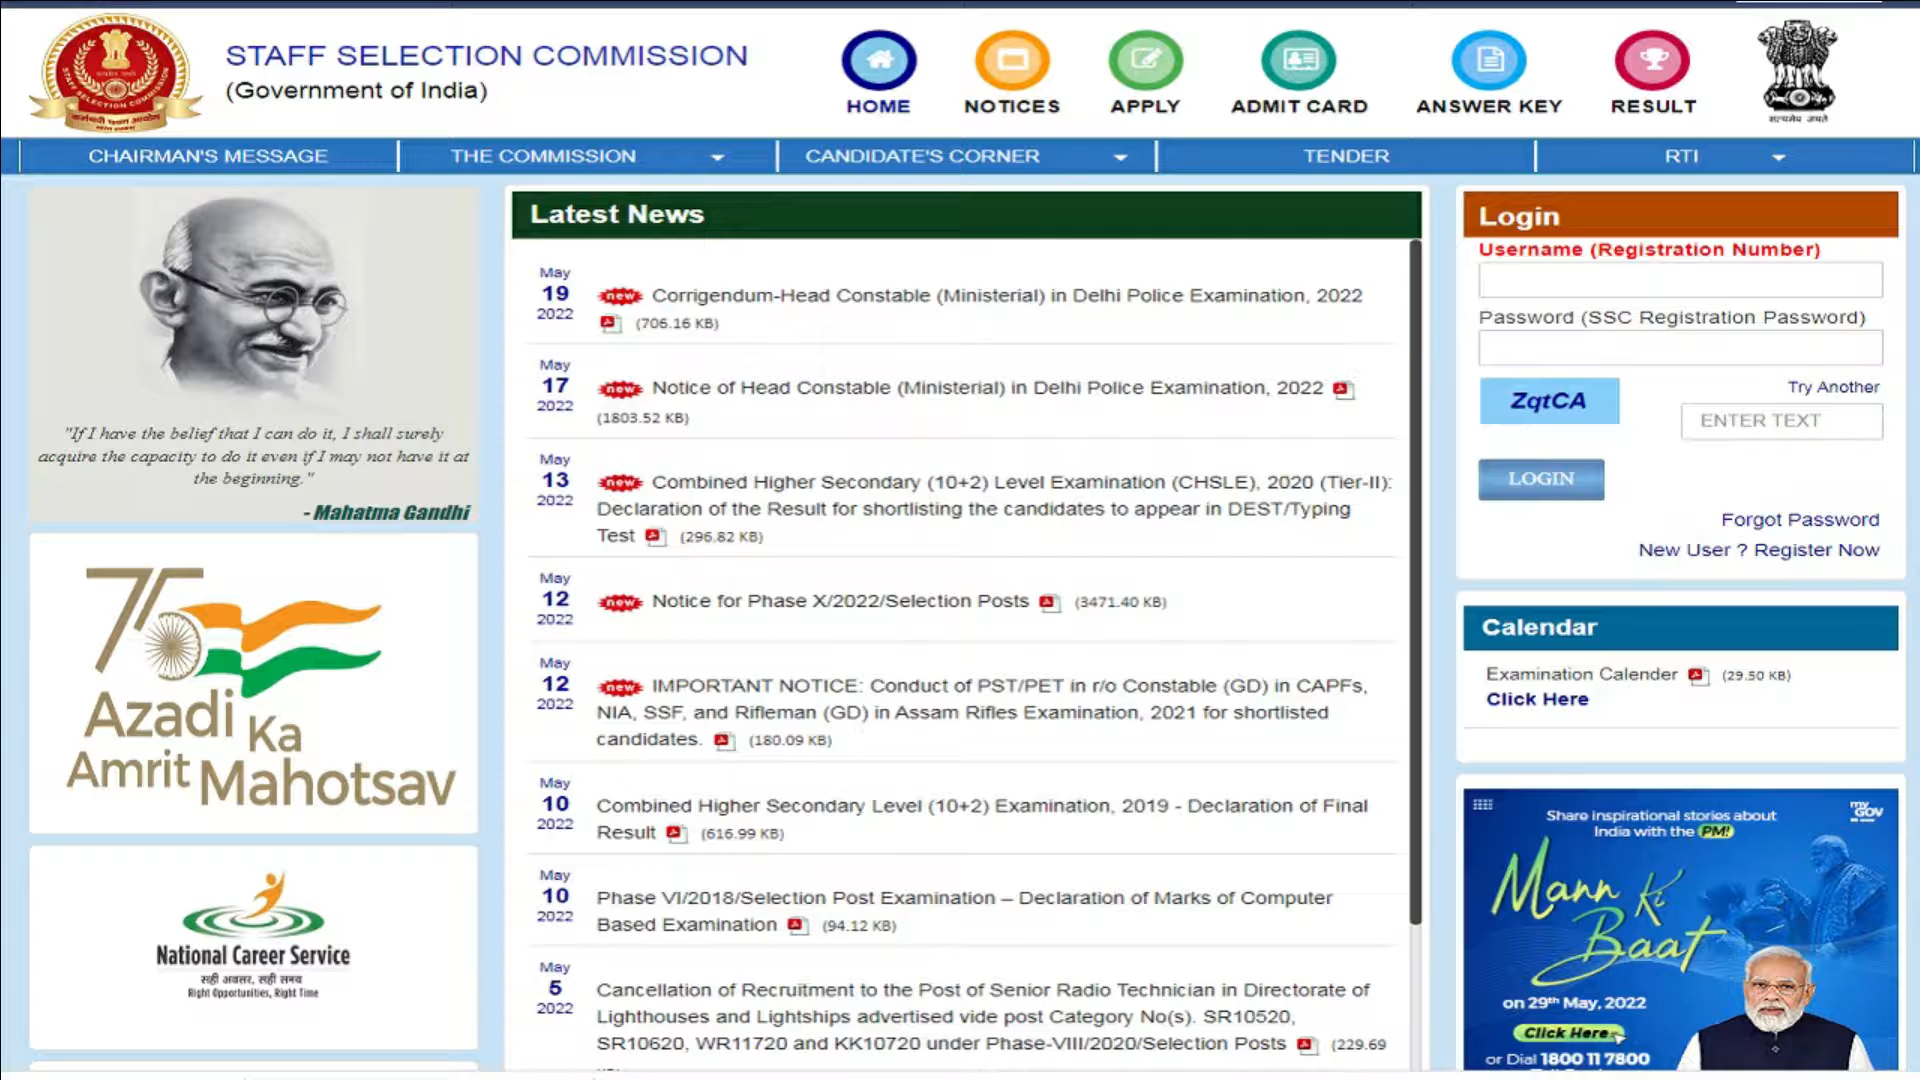 STAFF SELECTION COMMISSION
(Government of India)
HOME
NOTICES
APPLY
ADMIT CARD
ANSWER KEY
RESULT
सत्यमेव जयते
CHAIRMAN'S MESSAGE
THE COMMISSION
CANDIDATE'S CORNER
TENDER
RTI
"If I have the belief that I can do it, I shall surely
acquire the capacity to do it even if I may not have it at
the beginning."
- Mahatma Gandhi
75
Azadi Ka
Amrit Mahotsav
National Career Service
सही अवसर, सही समय
Right Opportunities, Right Time
Latest News
May
19
2022
new Corrigendum-Head Constable (Ministerial) in Delhi Police Examination, 2022
(706.16 KB)
May
17
2022
new Notice of Head Constable (Ministerial) in Delhi Police Examination, 2022
(1803.52 KB)
May
13
2022
new Combined Higher Secondary (10+2) Level Examination (CHSLE), 2020 (Tier-II):
Declaration of the Result for shortlisting the candidates to appear in DEST/Typing
Test (296.82 KB)
May
12
2022
new Notice for Phase X/2022/Selection Posts (3471.40 KB)
May
12
2022
new IMPORTANT NOTICE: Conduct of PST/PET in r/o Constable (GD) in CAPFs,
NIA, SSF, and Rifleman (GD) in Assam Rifles Examination, 2021 for shortlisted
candidates. (180.09 KB)
May
10
2022
Combined Higher Secondary Level (10+2) Examination, 2019 - Declaration of Final
Result (616.99 KB)
May
10
2022
Phase VI/2018/Selection Post Examination – Declaration of Marks of Computer
Based Examination (94.12 KB)
May
5
2022
Cancellation of Recruitment to the Post of Senior Radio Technician in Directorate of
Lighthouses and Lightships advertised vide post Category No(s). SR10520,
SR10620, WR11720 and KK10720 under Phase-VIII/2020/Selection Posts (229.69
Login
Username (Registration Number)
Password (SSC Registration Password)
ZqtCA
Try Another
ENTER TEXT
LOGIN
Forgot Password
New User ? Register Now
Calendar
Examination Calender (29.50 KB)
Click Here
my GOV
Share inspirational stories about
India with the PM!
Mann Ki
Baat
on 29th May, 2022
Click Here
or Dial 1800 11 7800